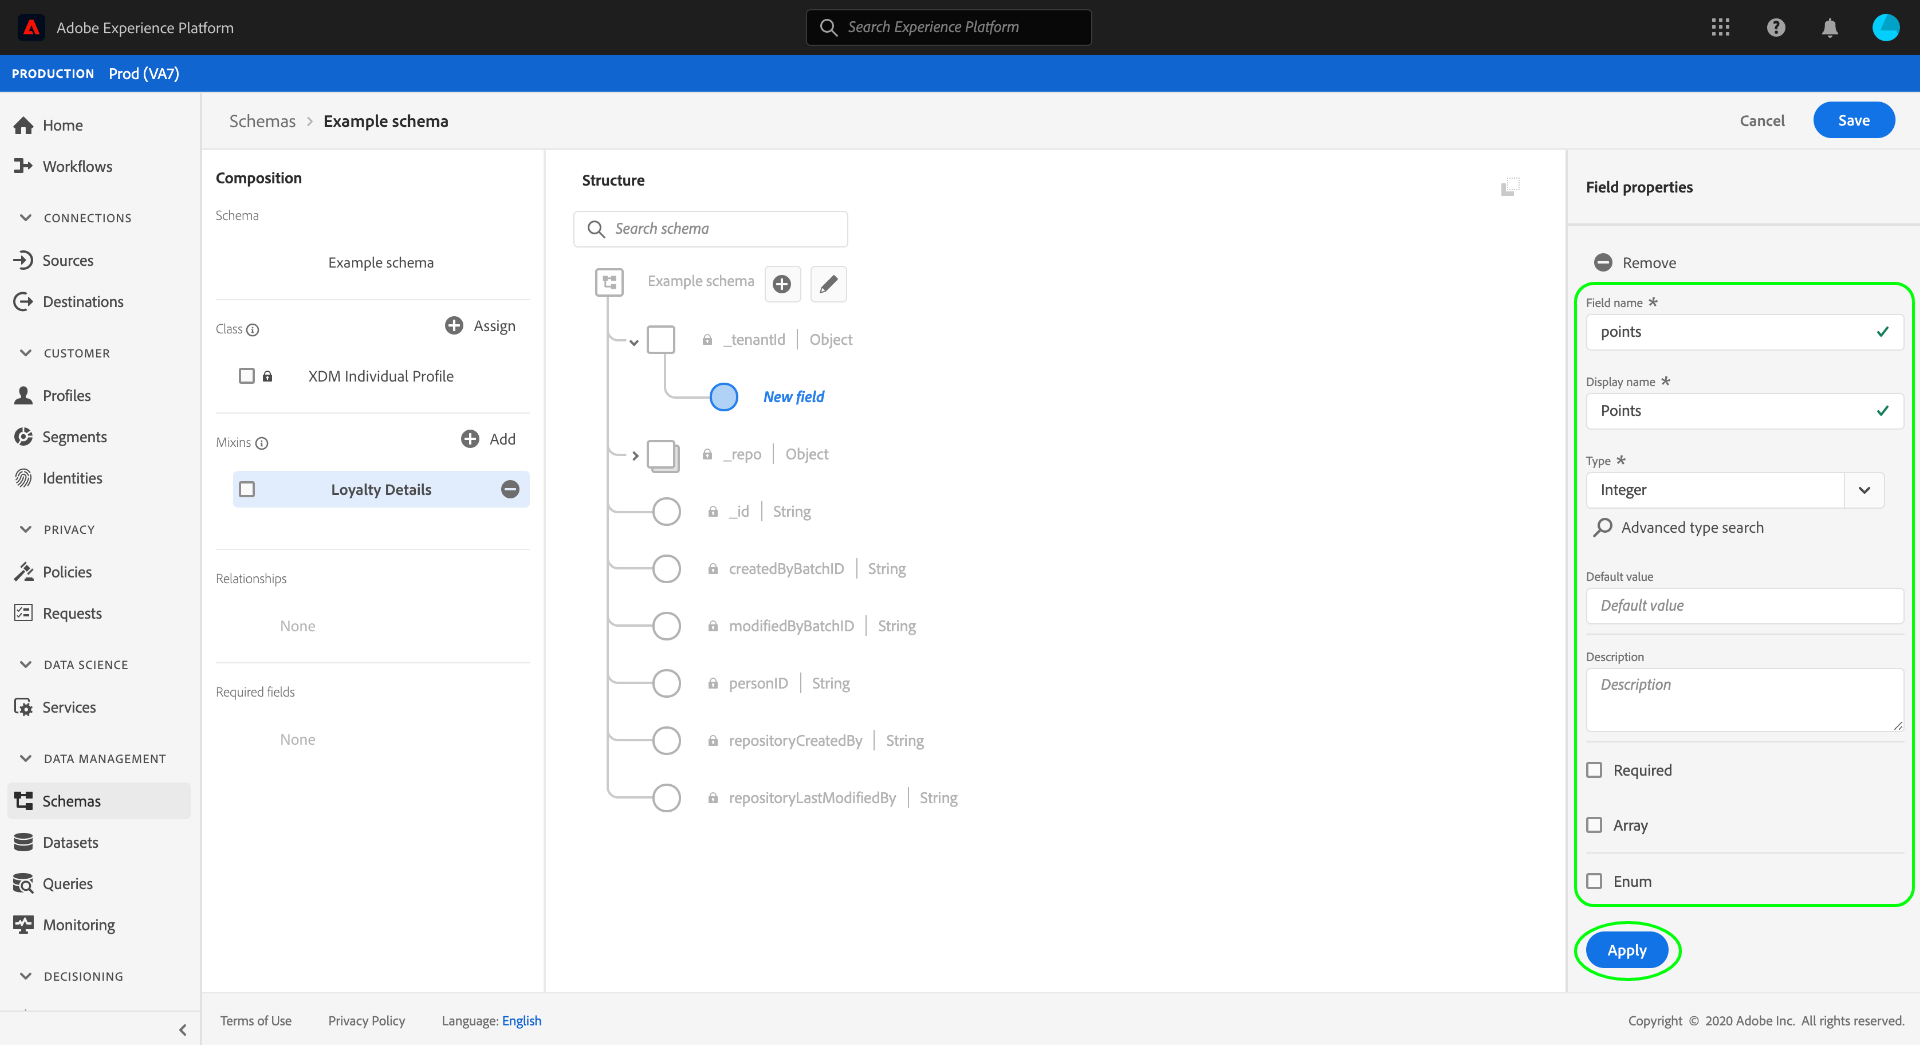 Adobe Experience Platform
Search Experience Platform
PRODUCTION Prod (VA7)
Home
Workflows
CONNECTIONS
Sources
Destinations
CUSTOMER
Profiles
Segments
Identities
PRIVACY
Policies
Requests
DATA SCIENCE
Services
DATA MANAGEMENT
Schemas
Datasets
Queries
Monitoring
DECISIONING
Schemas > Example schema
Cancel
Save
Composition
Schema
Example schema
Class
Assign
XDM Individual Profile
Mixins
Add
Loyalty Details
Relationships
None
Required fields
None
Structure
Search schema
Example schema
_tenantId | Object
New field
_repo | Object
_id | String
createdByBatchID | String
modifiedByBatchID | String
personID | String
repositoryCreatedBy | String
repositoryLastModifiedBy | String
Field properties
Remove
Field name *
points
Display name *
Points
Type *
Integer
Advanced type search
Default value
Default value
Description
Description
Required
Array
Enum
Apply
Terms of Use Privacy Policy Language: English
Copyright © 2020 Adobe Inc. All rights reserved.